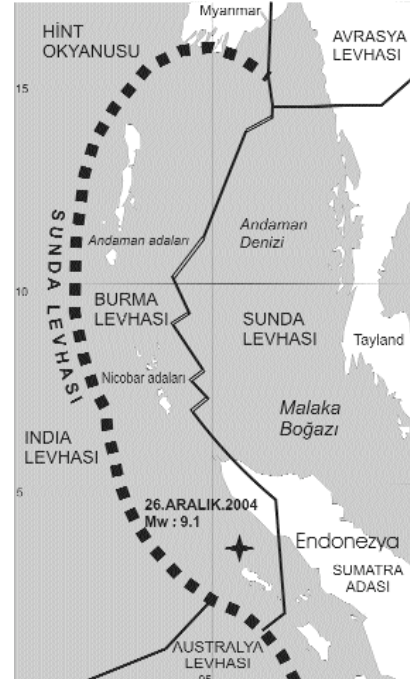 Myanmar
HİNT
OKYANUSU
AVRASYA
LEVHASI
15
SUNDA LEVHASI
Andaman adaları
Andaman
Denizi
10
BURMA
LEVHASI
SUNDA
LEVHASI
Tayland
Nicobar adaları
Malaka
Boğazı
INDIA
LEVHASI
5
26.ARALIK.2004
Mw : 9.1
Endonezya
SUMATRA
ADASI
AUSTRALYA
LEVHASI
95